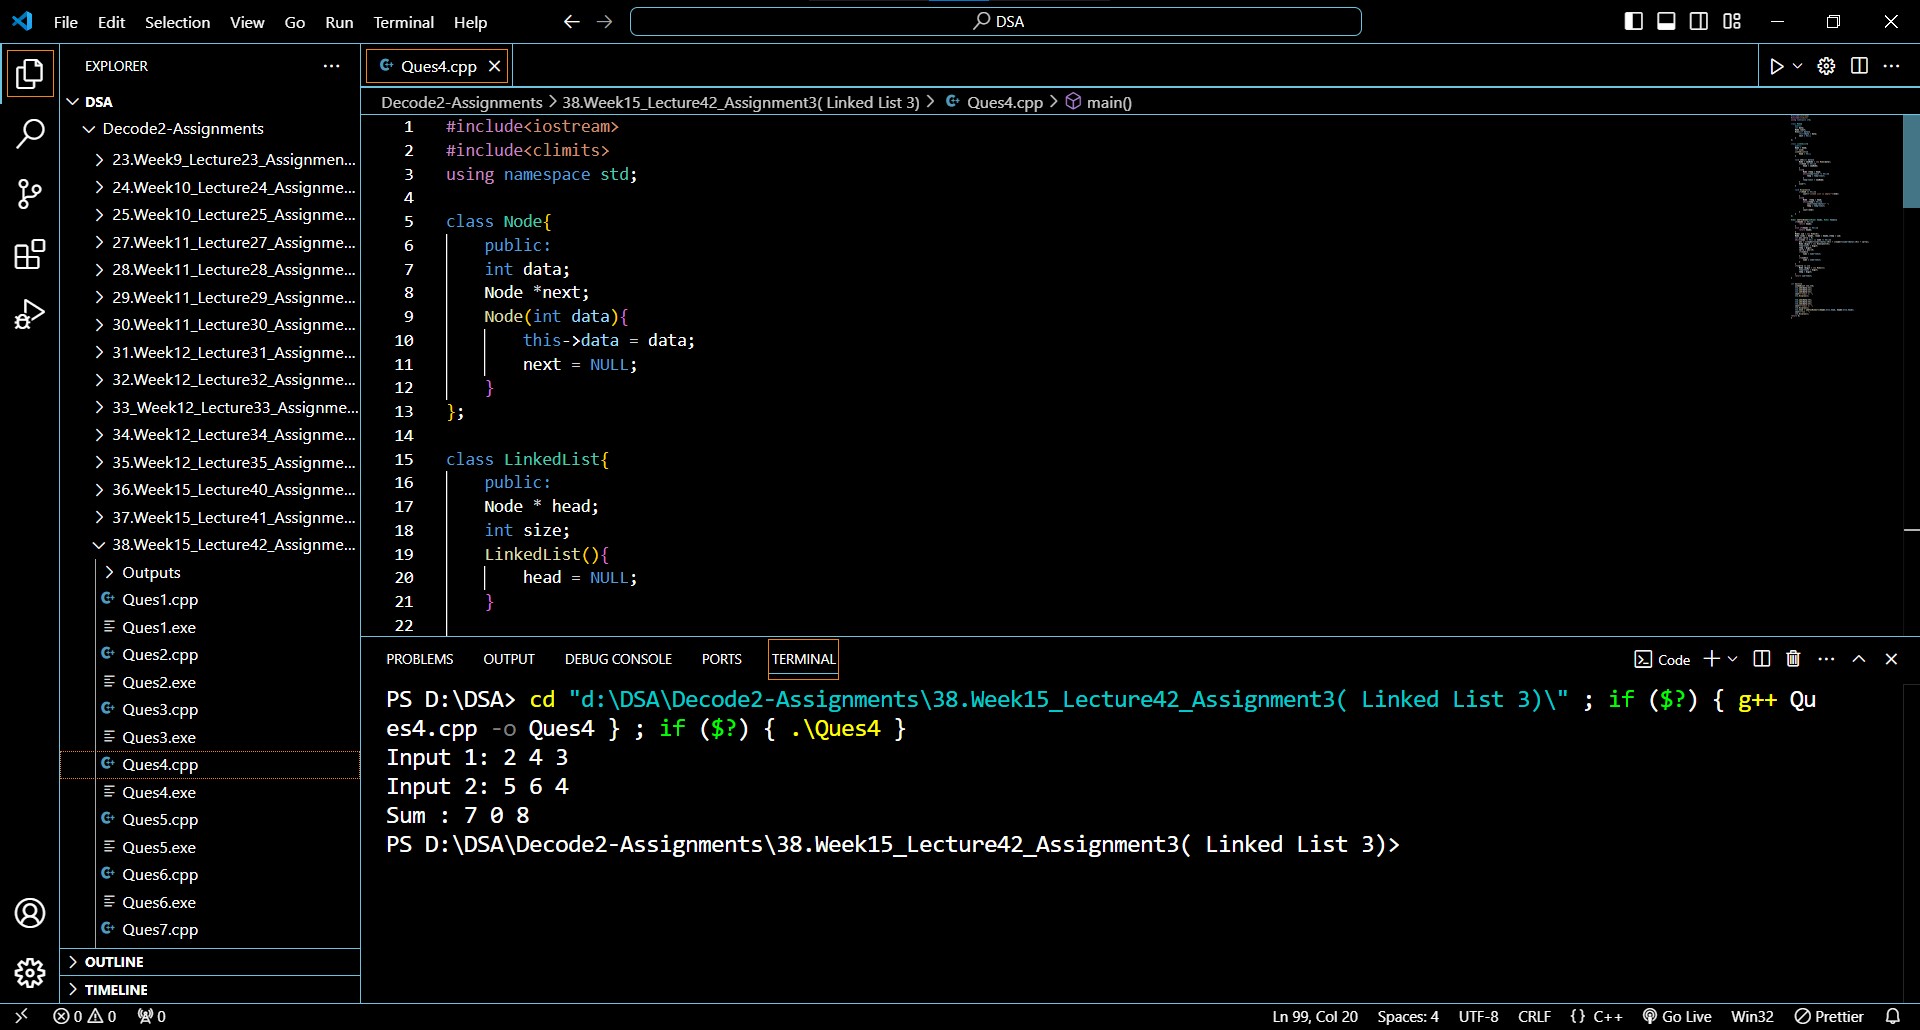 File Edit Selection View Go Run Terminal Help
DSA
EXPLORER
DSA
Decode2-Assignments
23.Week9_Lecture23_Assignmen...
24.Week10_Lecture24_Assignme...
25.Week10_Lecture25_Assignme...
27.Week11_Lecture27_Assignme...
28.Week11_Lecture28_Assignme...
29.Week11_Lecture29_Assignme...
30.Week11_Lecture30_Assignme...
31.Week12_Lecture31_Assignme...
32.Week12_Lecture32_Assignme...
33_Week12_Lecture33_Assignme...
34.Week12_Lecture34_Assignme...
35.Week12_Lecture35_Assignme...
36.Week15_Lecture40_Assignme...
37.Week15_Lecture41_Assignme...
38.Week15_Lecture42_Assignme...
Outputs
Ques1.cpp
Ques1.exe
Ques2.cpp
Ques2.exe
Ques3.cpp
Ques3.exe
Ques4.cpp
Ques4.exe
Ques5.cpp
Ques5.exe
Ques6.cpp
Ques6.exe
Ques7.cpp
OUTLINE
TIMELINE
Ques4.cpp
Decode2-Assignments > 38.Week15_Lecture42_Assignment3( Linked List 3) > Ques4.cpp > main()
1 #include<iostream>
2 #include<climits>
3 using namespace std;
4
5 class Node{
6 public:
7 int data;
8 Node *next;
9 Node(int data){
10 this->data = data;
11 next = NULL;
12 }
13 };
14
15 class LinkedList{
16 public:
17 Node * head;
18 int size;
19 LinkedList(){
20 head = NULL;
21 }
22
PROBLEMS OUTPUT DEBUG CONSOLE PORTS TERMINAL
Code
PS D:\DSA> cd "d:\DSA\Decode2-Assignments\38.Week15_Lecture42_Assignment3( Linked List 3)\" ; if ($?) { g++ Qu
es4.cpp -o Ques4 } ; if ($?) { .\Ques4 }
Input 1: 2 4 3
Input 2: 5 6 4
Sum : 7 0 8
PS D:\DSA\Decode2-Assignments\38.Week15_Lecture42_Assignment3( Linked List 3)>
0 0 0
Ln 99, Col 20 Spaces: 4 UTF-8 CRLF {} C++ Go Live Win32 Prettier